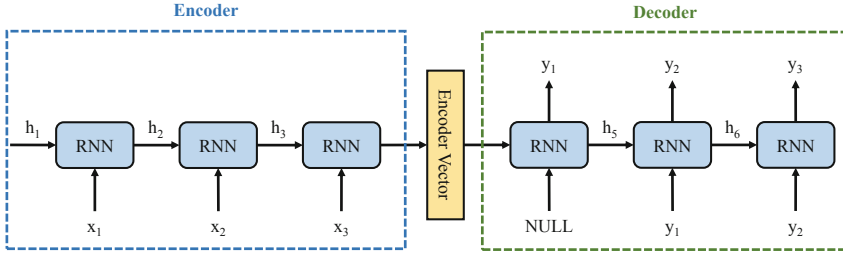 Encoder
Decoder
y1 y2 y3
h1 h2 h3 h5 h6
RNN RNN RNN Encoder Vector RNN RNN RNN
x1 x2 x3 NULL y1 y2